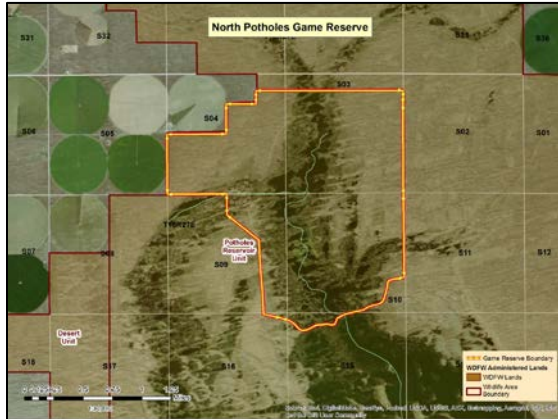 North Potholes Game Reserve
S31
S32
S36
S03
S04
S05
S06
S02
S01
S07
S08
S09
S10
S11
S12
Potholes
Reservoir
Unit
Desert
Unit
S18
S17
S16
S15
Miles
Game Reserve Boundary
WDFW Administered Lands
WDFW Lands
Wildlife Area
Boundary